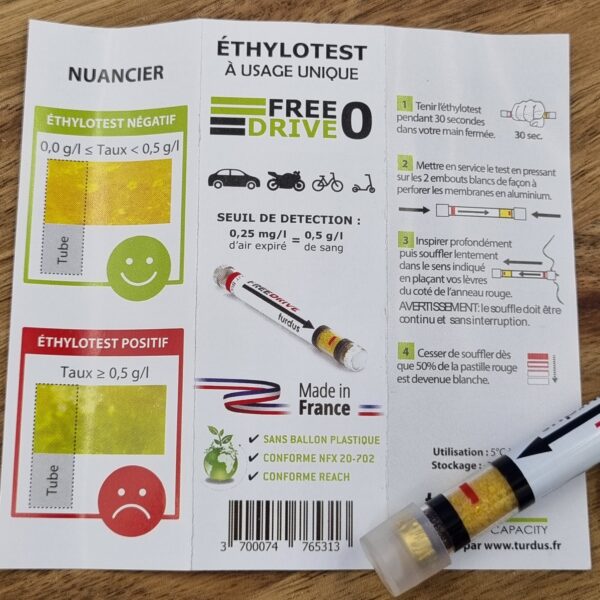 NUANCIER
ÉTHYLOTEST NÉGATIF
0,0 g/l ≤ Taux < 0,5 g/l
Tube
ÉTHYLOTEST POSITIF
Taux ≥ 0,5 g/l
Tube
ÉTHYLOTEST
À USAGE UNIQUE
FREE
DRIVE 0
SEUIL DE DETECTION :
0,25 mg/l = 0,5 g/l
d'air expiré de sang
FREEDRIVE
turdus
Made in
France
✓ SANS BALLON PLASTIQUE
✓ CONFORME NFX 20-702
✓ CONFORME REACH
3 700074 765313
1 Tenir l'éthylotest
pendant 30 secondes
dans votre main fermée.
30 sec.
2 Mettre en service le test en pressant
sur les 2 embouts blancs de façon à
perforer les membranes en aluminium.
3 Inspirer profondément
puis souffler lentement
dans le sens indiqué
en plaçant vos lèvres
du coté de l'anneau rouge.
AVERTISSEMENT: le souffle doit être
continu et sans interruption.
4 Cesser de souffler dès
que 50% de la pastille rouge
est devenue blanche.
Utilisation : 5°
Stockage :
CAPACITY
par www.turdus.fr